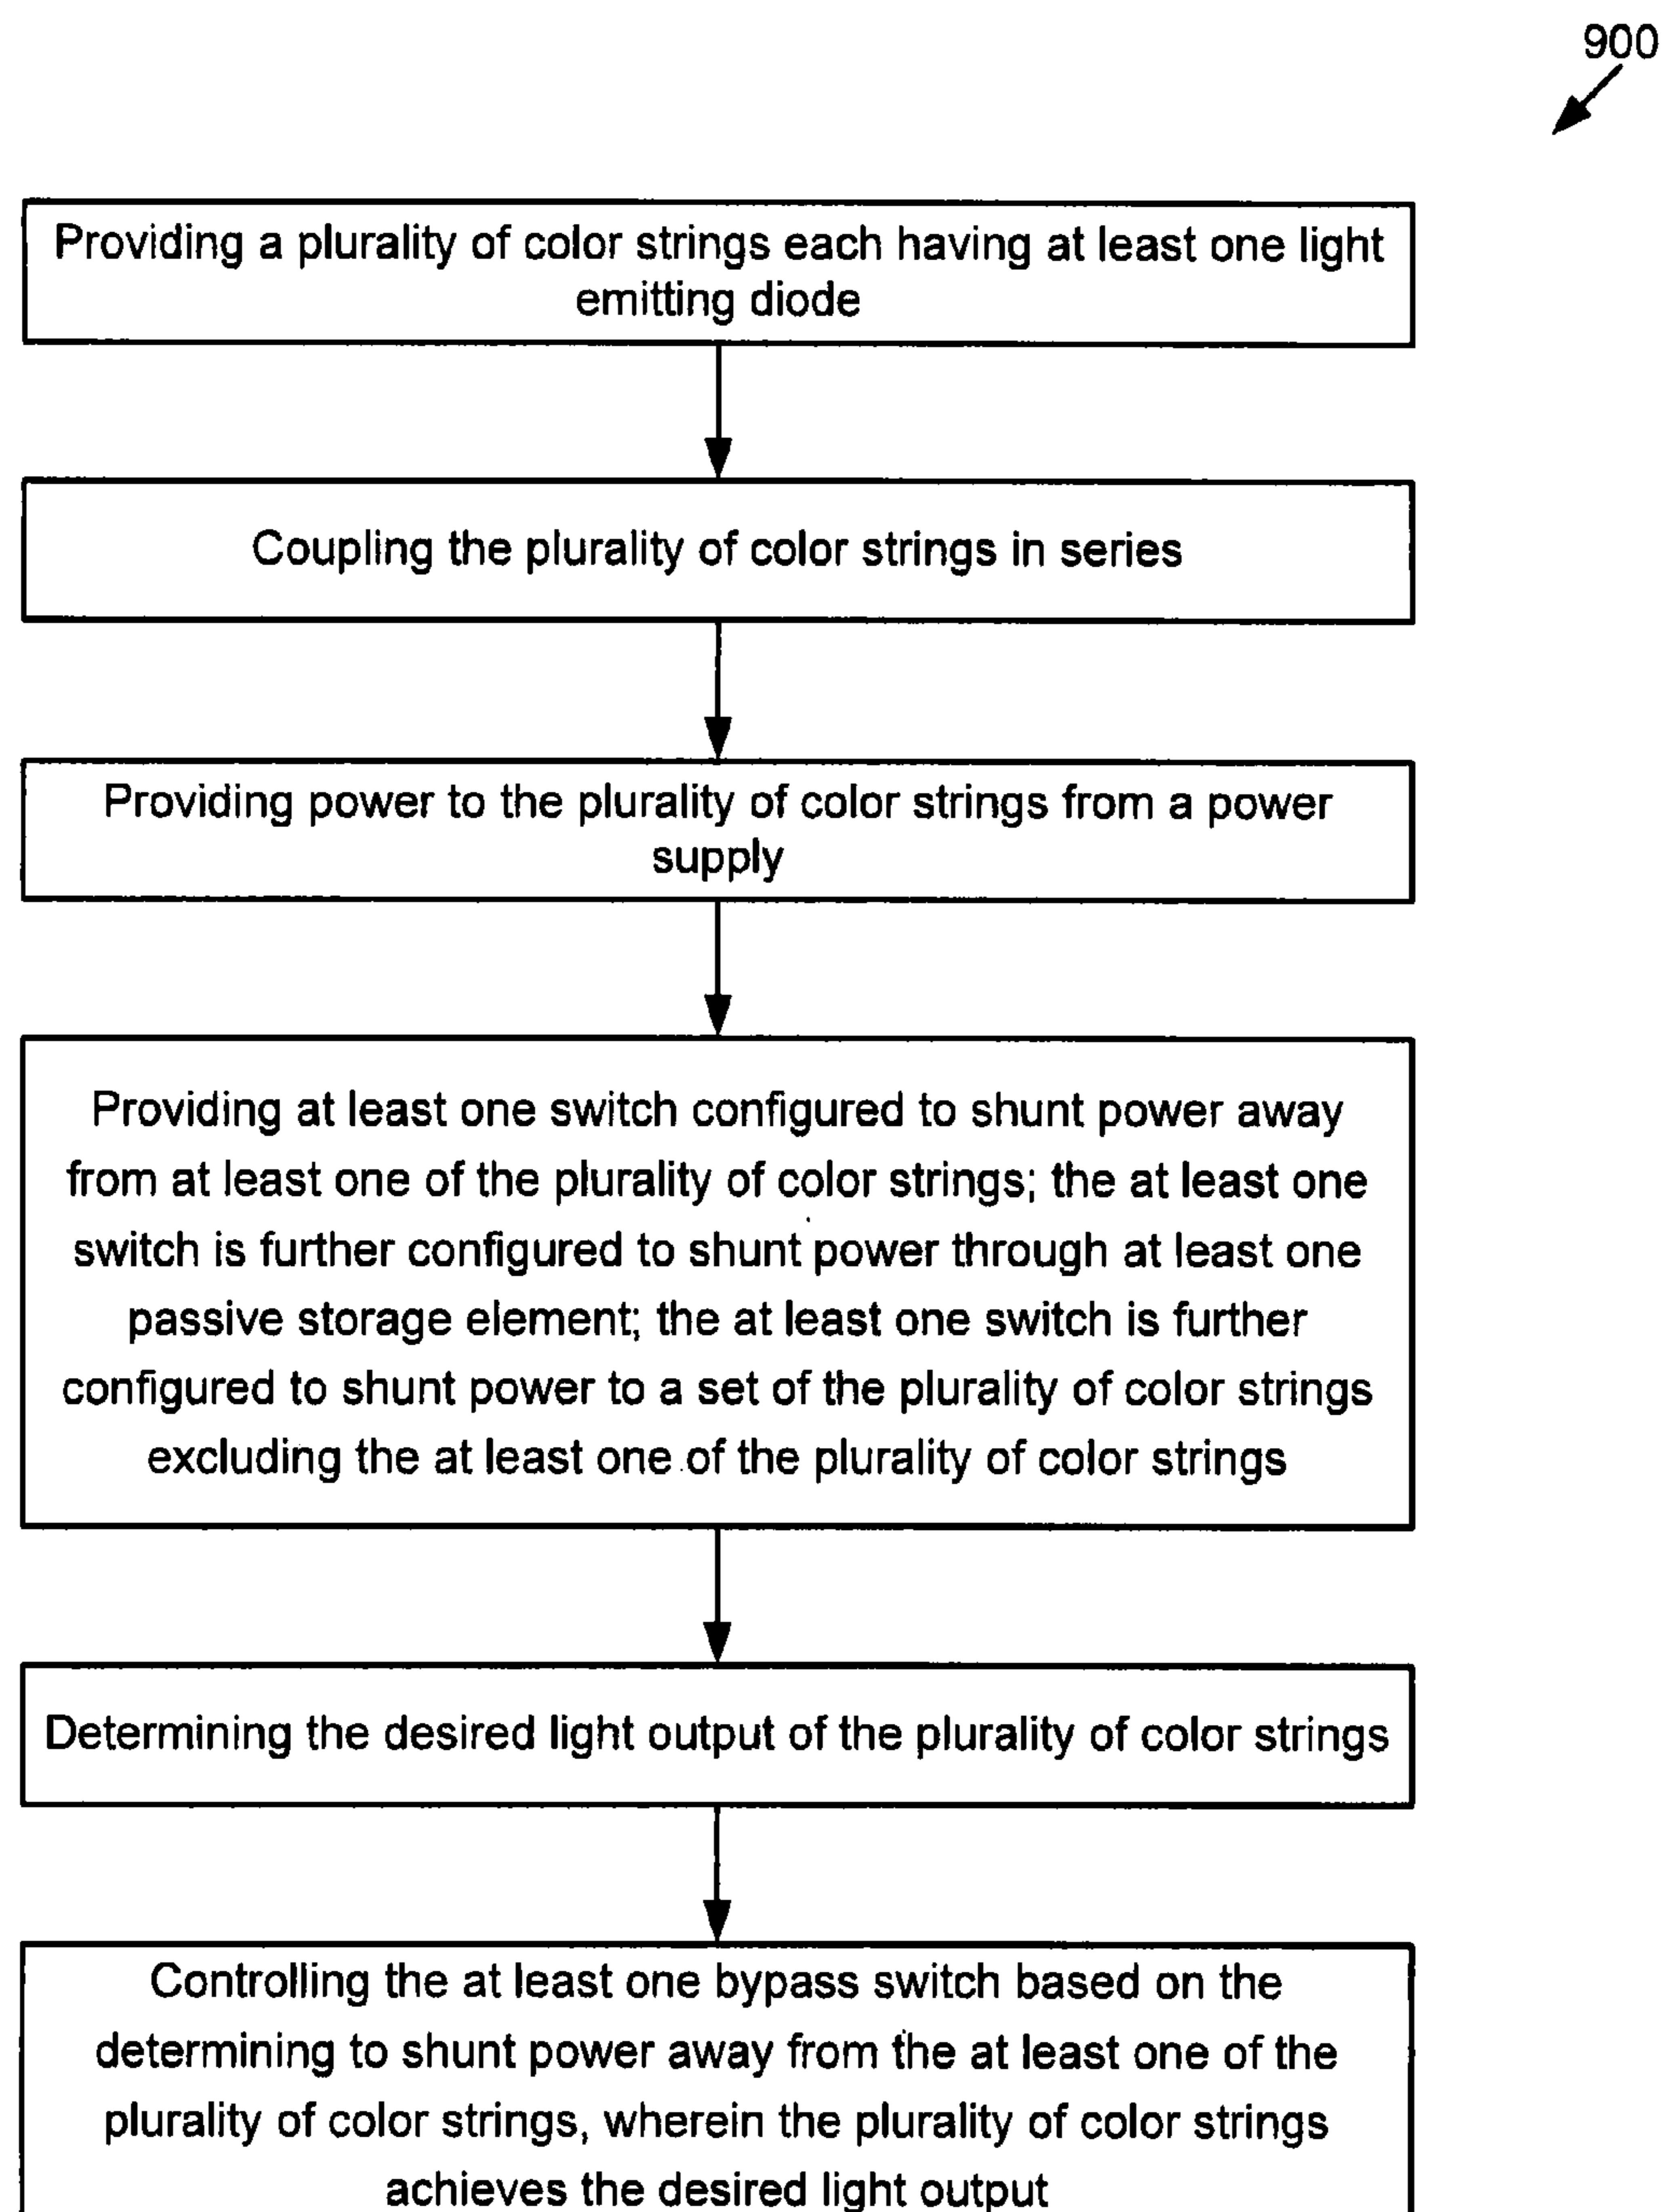 900
Providing a plurality of color strings each having at least one light
emitting diode
Coupling the plurality of color strings in series
Providing power to the plurality of color strings from a power
supply
Providing at least one switch configured to shunt power away
from at least one of the plurality of color strings; the at least one
switch is further configured to shunt power through at least one
passive storage element; the at least one switch is further
configured to shunt power to a set of the plurality of color strings
excluding the at least one of the plurality of color strings
Determining the desired light output of the plurality of color strings
Controlling the at least one bypass switch based on the
determining to shunt power away from the at least one of the
plurality of color strings, wherein the plurality of color strings
achieves the desired light output